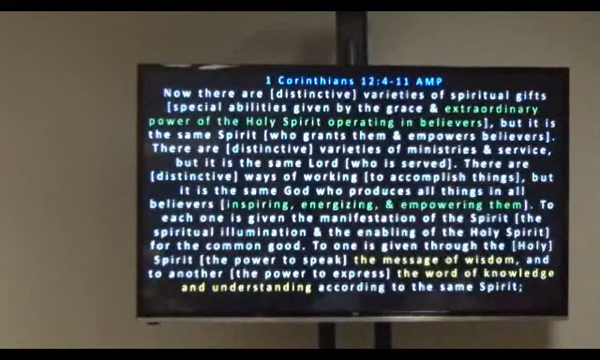 1 Corinthians 12:4-11 AMP
Now there are [distinctive] varieties of spiritual gifts
[special abilities given by the grace & extraordinary
power of the Holy Spirit operating in believers], but it is
the same Spirit [who grants them & empowers believers].
There are [distinctive] varieties of ministries & service,
but it is the same Lord [who is served]. There are
[distinctive] ways of working [to accomplish things], but
it is the same God who produces all things in all
believers [inspiring, energizing, & empowering them]. To
each one is given the manifestation of the Spirit [the
spiritual illumination & the enabling of the Holy Spirit]
for the common good. To one is given through the [Holy]
Spirit [the power to speak] the message of wisdom, and
to another [the power to express] the word of knowledge
and understanding according to the same Spirit;